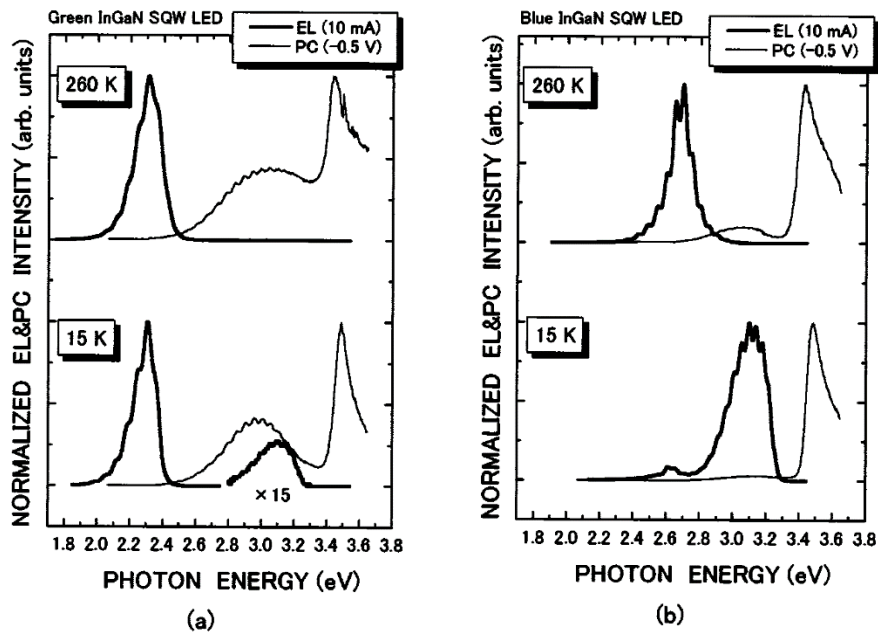 Green InGaN SQW LED
EL (10 mA)
PC (−0.5 V)
260 K
15 K
×15
NORMALIZED EL&PC INTENSITY (arb. units)
1.8 2.2 2.6 3.0 3.4 3.8
2.0 2.4 2.8 3.2 3.6
PHOTON ENERGY (eV)
(a)
Blue InGaN SQW LED
EL (10 mA)
PC (−0.5 V)
260 K
15 K
NORMALIZED EL&PC INTENSITY (arb. units)
1.8 2.2 2.6 3.0 3.4 3.8
2.0 2.4 2.8 3.2 3.6
PHOTON ENERGY (eV)
(b)